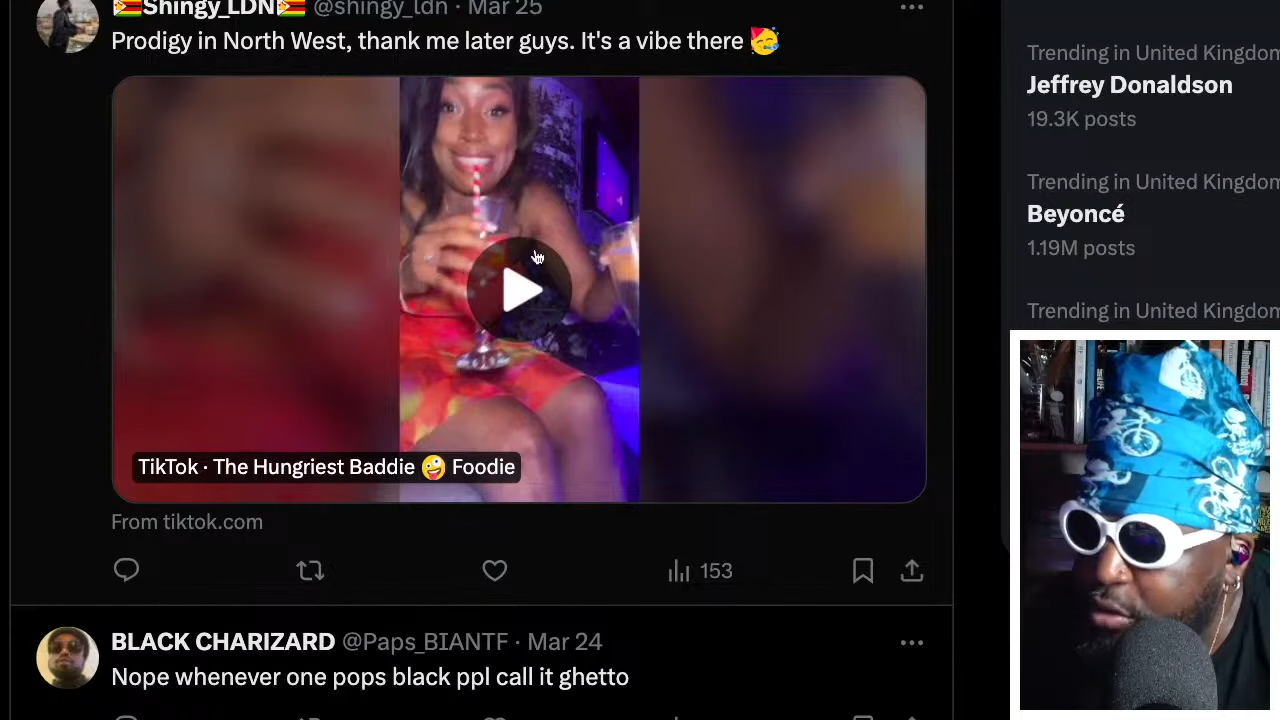 🇿🇼Shingy_LDN🇿🇼 @shingy_ldn · Mar 25
Prodigy in North West, thank me later guys. It's a vibe there 🥳
TikTok · The Hungriest Baddie 🤪 Foodie
From tiktok.com
153
BLACK CHARIZARD @Paps_BIANTF · Mar 24
Nope whenever one pops black ppl call it ghetto
Trending in United Kingdom
Jeffrey Donaldson
19.3K posts
Trending in United Kingdom
Beyoncé
1.19M posts
Trending in United Kingdom